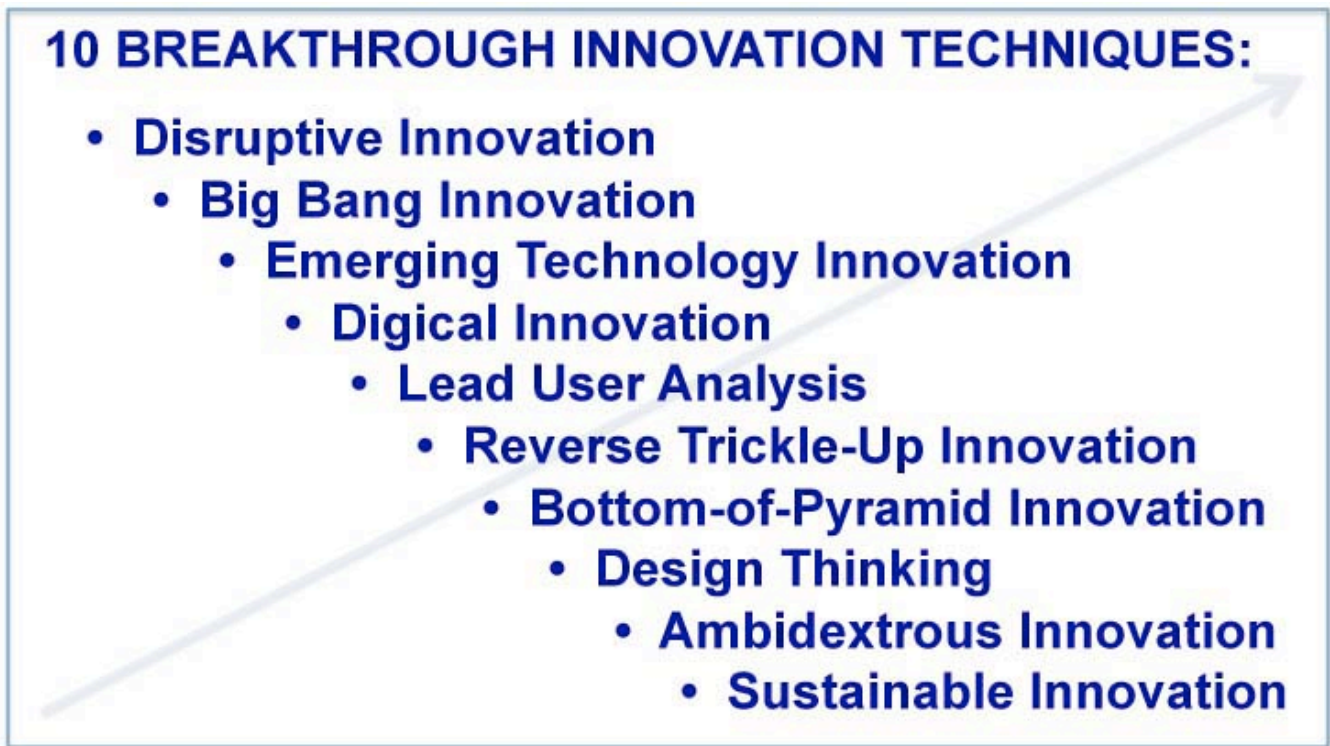 10 BREAKTHROUGH INNOVATION TECHNIQUES:
• Disruptive Innovation
• Big Bang Innovation
• Emerging Technology Innovation
• Digical Innovation
• Lead User Analysis
• Reverse Trickle-Up Innovation
• Bottom-of-Pyramid Innovation
• Design Thinking
• Ambidextrous Innovation
• Sustainable Innovation